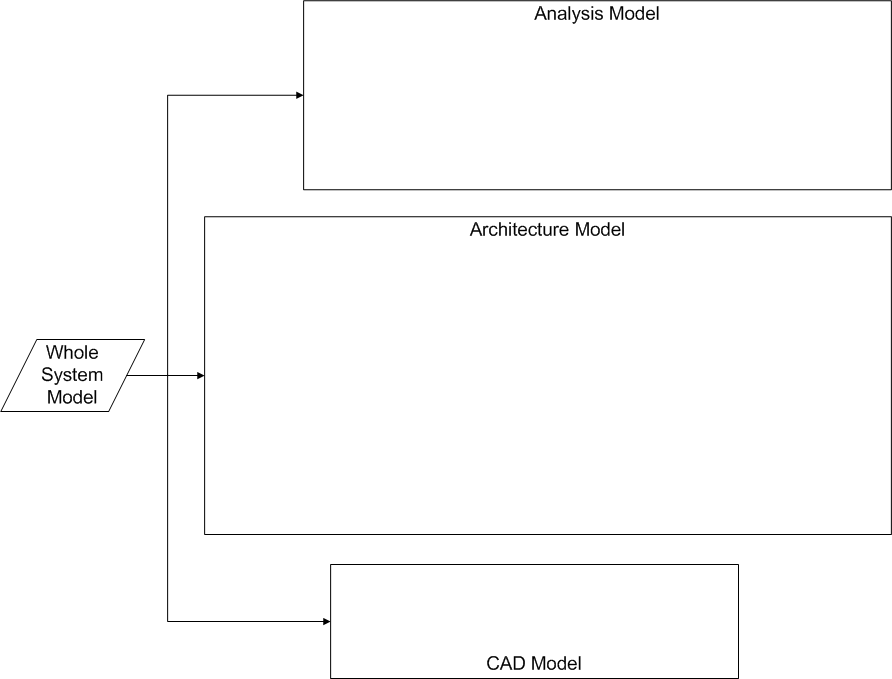 Analysis Model
Architecture Model
Whole
System
Model
CAD Model